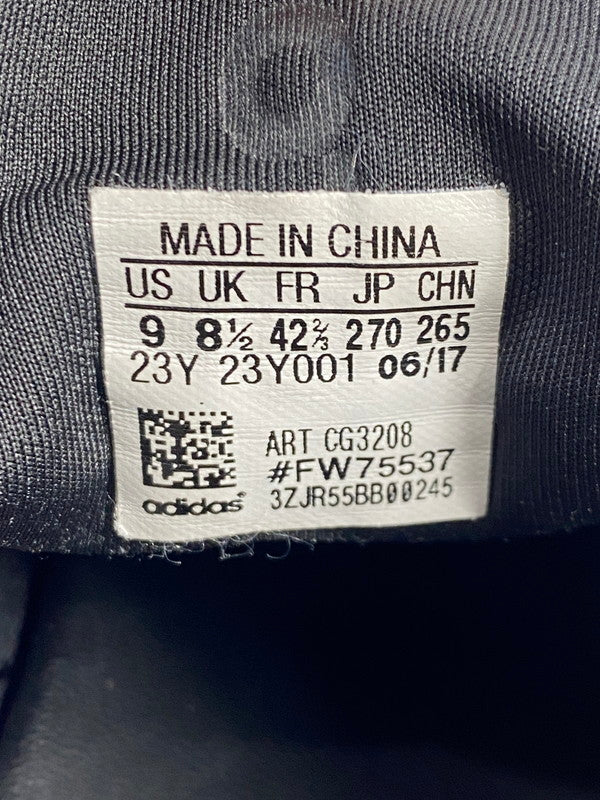 MADE IN CHINA
US UK FR JP CHN
9 8½ 42⅔ 270 265
23Y 23Y001 06/17
ART CG3208
#FW75537
adidas® 3ZJR55BB00245